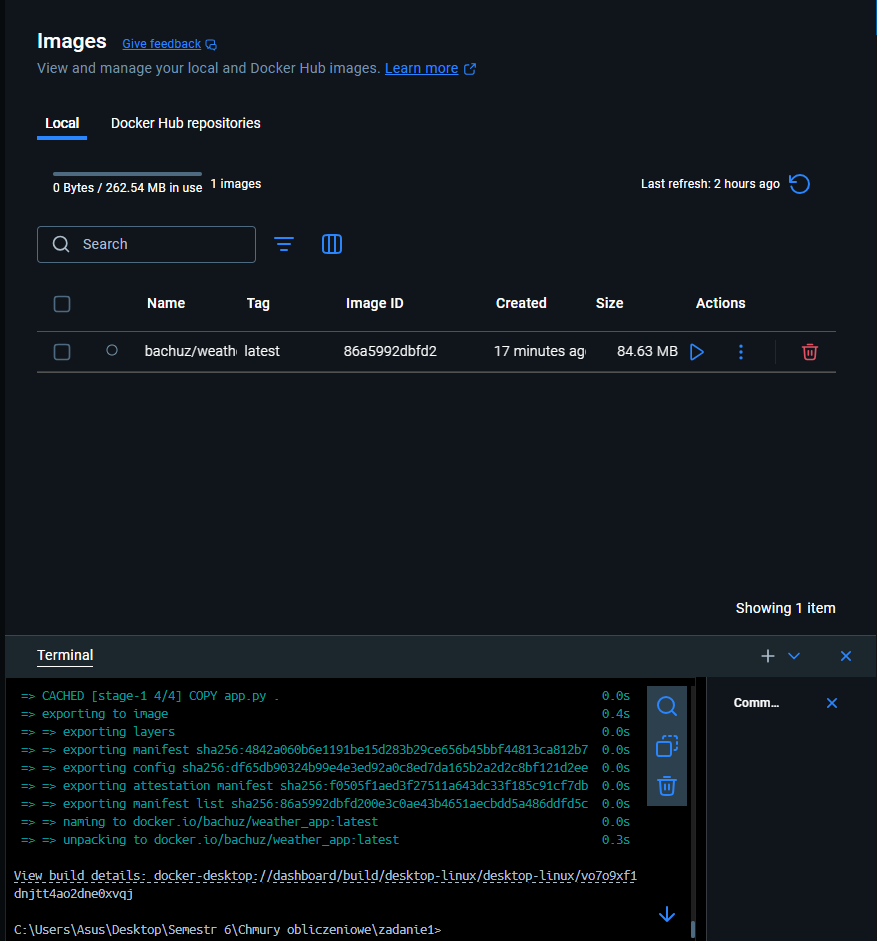 Images Give feedback
View and manage your local and Docker Hub images. Learn more
Local Docker Hub repositories
0 Bytes / 262.54 MB in use 1 images Last refresh: 2 hours ago
Search
Name Tag Image ID Created Size Actions
bachuz/weath latest 86a5992dbfd2 17 minutes ag 84.63 MB
Showing 1 item
Terminal
=> CACHED [stage-1 4/4] COPY app.py . 0.0s
=> exporting to image 0.4s
=> => exporting layers 0.0s
=> => exporting manifest sha256:4842a060b6e1191be15d283b29ce656b45bbf44813ca812b7 0.0s
=> => exporting config sha256:df65db90324b99e4e3ed92a0c8ed7da165b2a2d2c8bf121d2ee 0.0s
=> => exporting attestation manifest sha256:f0505f1aed3f27511a643dc33f185c91cf7db 0.0s
=> => exporting manifest list sha256:86a5992dbfd200e3c0ae43b4651aecbdd5a486ddfd5c 0.0s
=> => naming to docker.io/bachuz/weather_app:latest 0.0s
=> => unpacking to docker.io/bachuz/weather_app:latest 0.3s
View build details: docker-desktop://dashboard/build/desktop-linux/desktop-linux/vo7o9xf1
dnjtt4ao2dne0xvqj
C:\Users\Asus\Desktop\Semestr 6\Chmury obliczeniowe\zadanie1>
Comm...